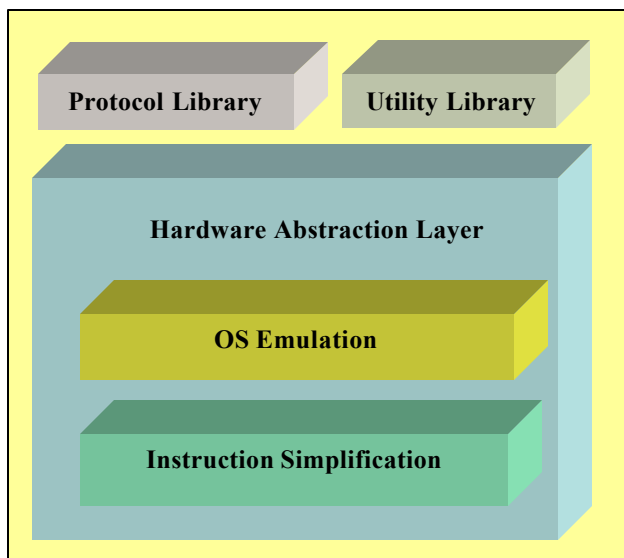 Protocol Library
Utility Library
Hardware Abstraction Layer
OS Emulation
Instruction Simplification